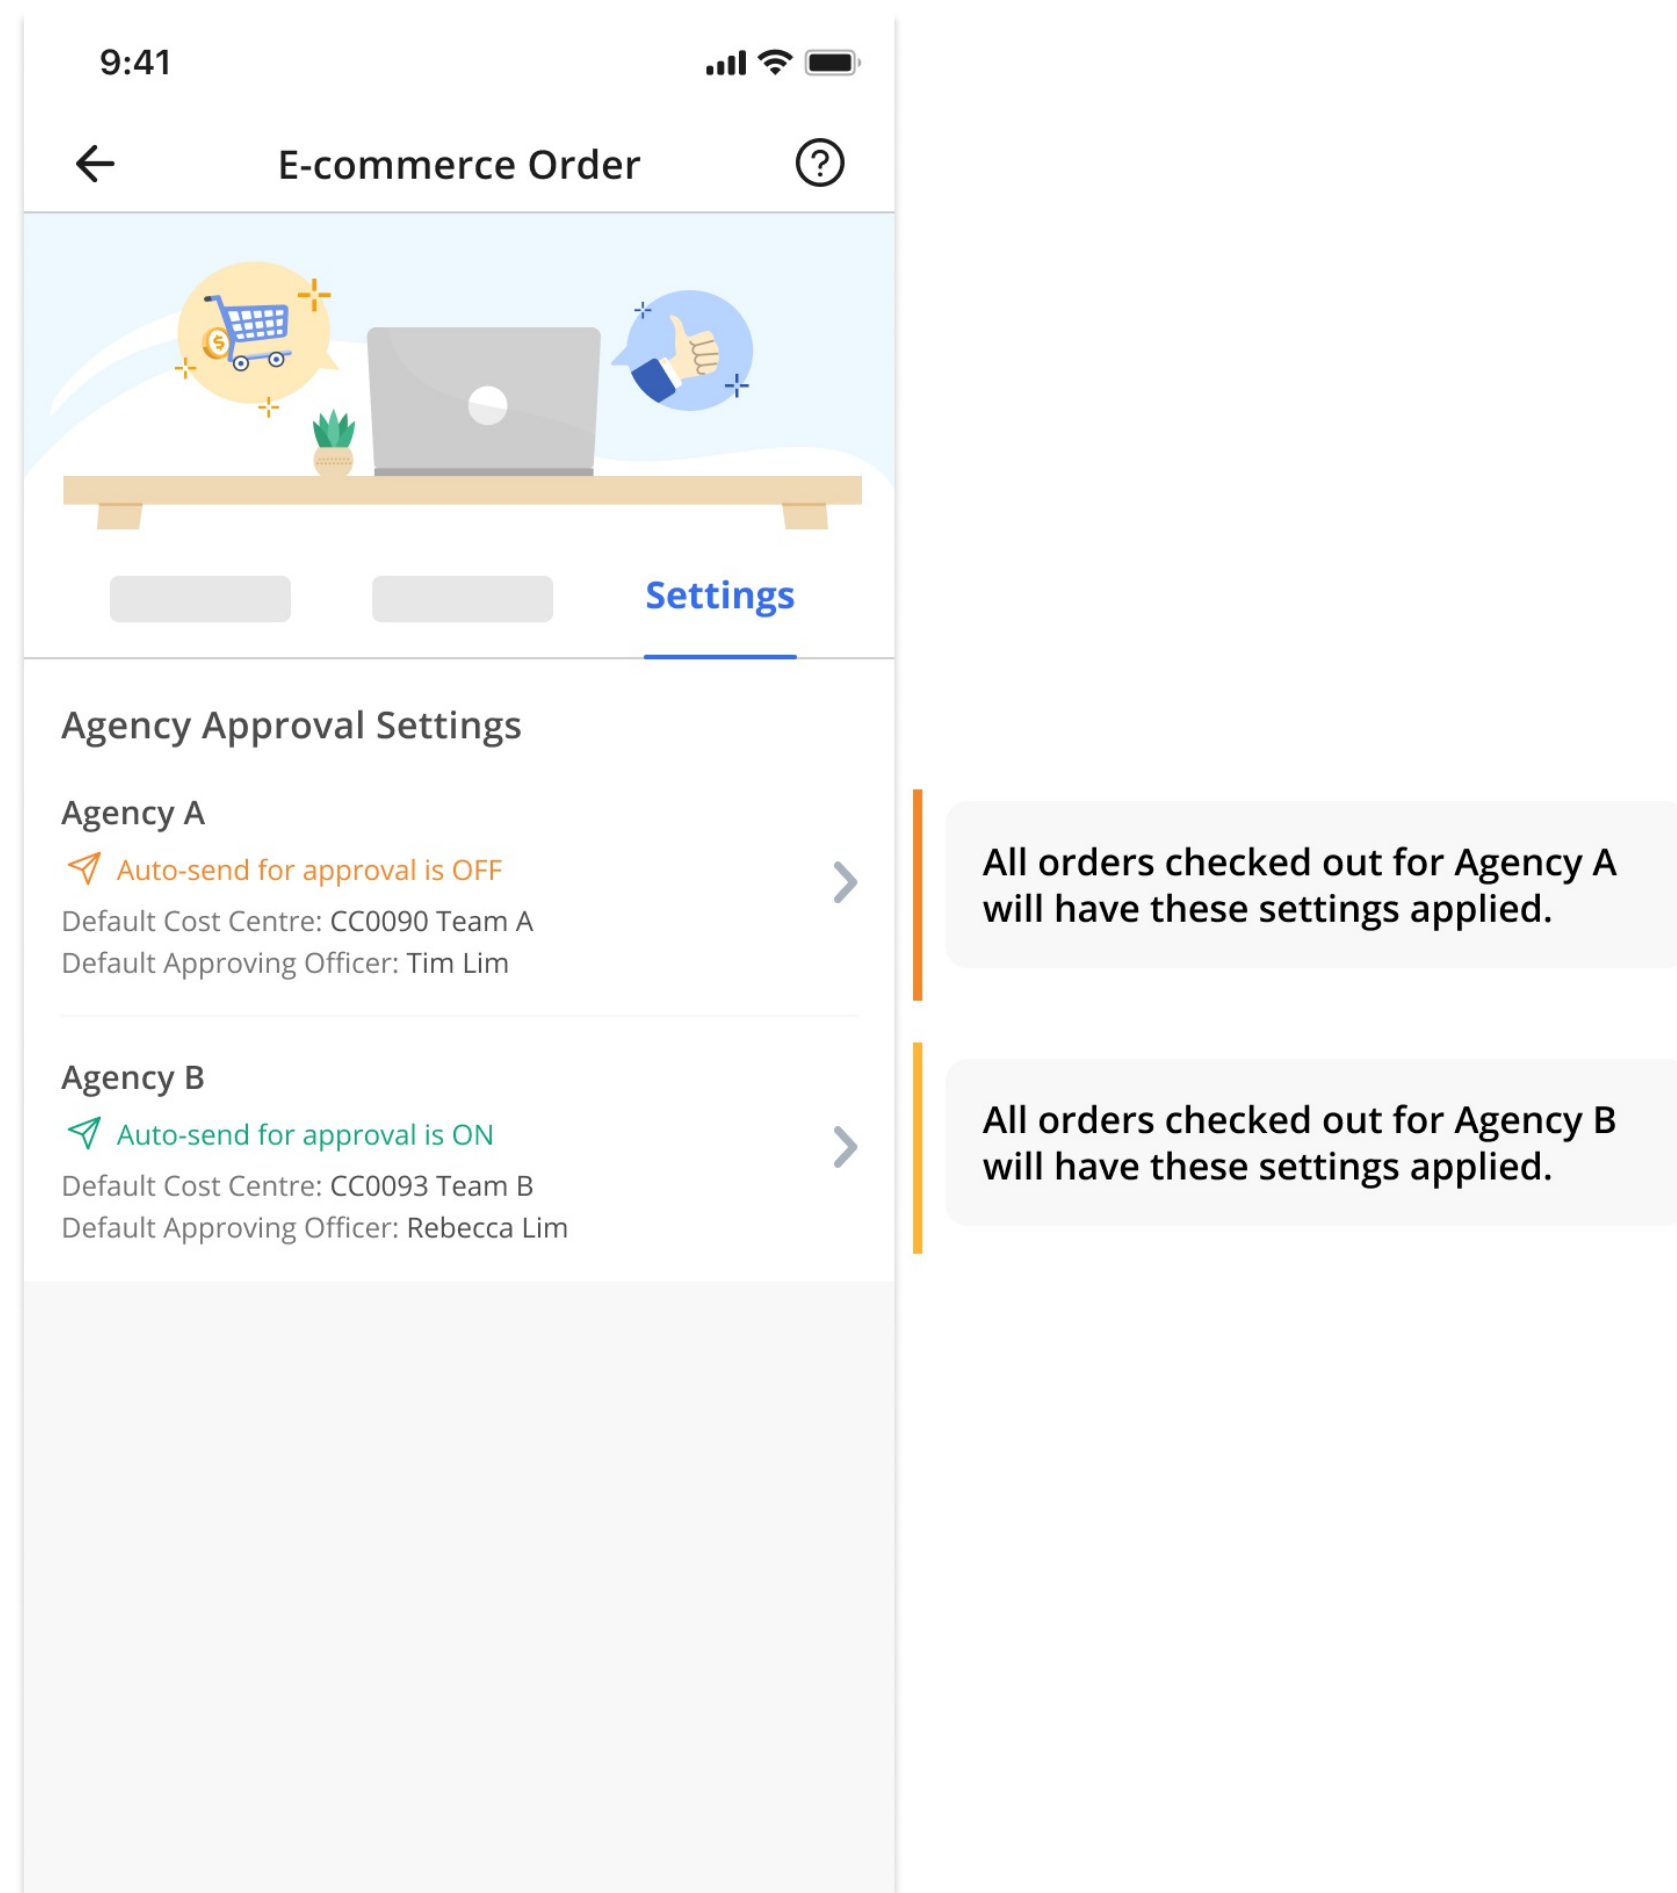 9:41
E-commerce Order
Settings
Agency Approval Settings
Agency A
Auto-send for approval is OFF
Default Cost Centre: CC0090 Team A
Default Approving Officer: Tim Lim
All orders checked out for Agency A
will have these settings applied.
Agency B
Auto-send for approval is ON
Default Cost Centre: CC0093 Team B
Default Approving Officer: Rebecca Lim
All orders checked out for Agency B
will have these settings applied.